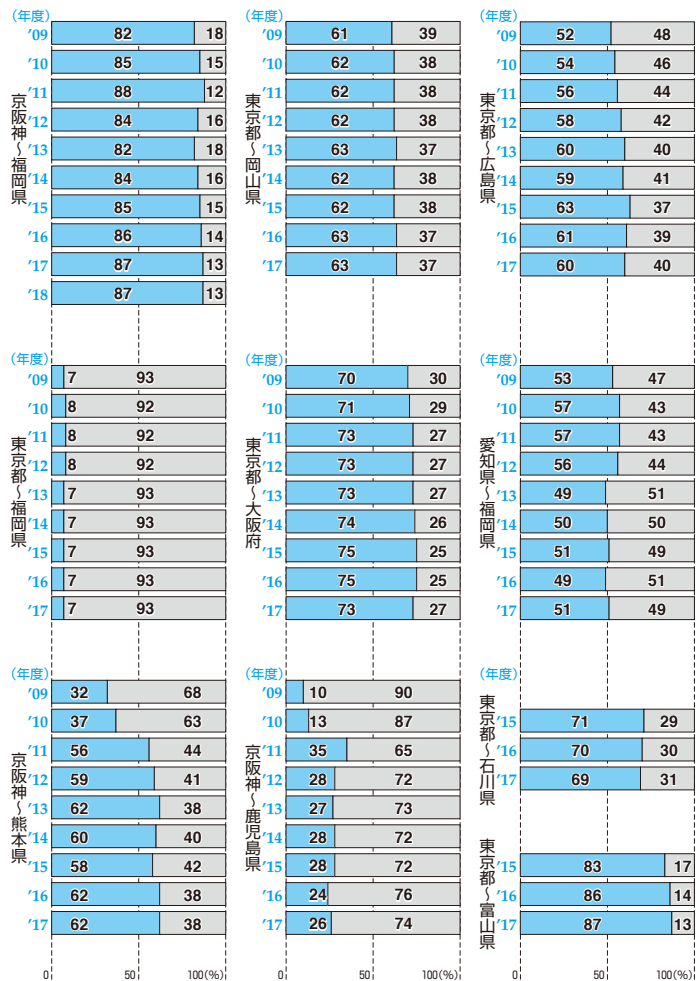 (年度)
京阪神～福岡県
'09 82 18
'10 85 15
'11 88 12
'12 84 16
'13 82 18
'14 84 16
'15 85 15
'16 86 14
'17 87 13
'18 87 13
(年度)
東京都～岡山県
'09 61 39
'10 62 38
'11 62 38
'12 62 38
'13 63 37
'14 62 38
'15 62 38
'16 63 37
'17 63 37
(年度)
東京都～広島県
'09 52 48
'10 54 46
'11 56 44
'12 58 42
'13 60 40
'14 59 41
'15 63 37
'16 61 39
'17 60 40
(年度)
東京都～福岡県
'09 7 93
'10 8 92
'11 8 92
'12 8 92
'13 7 93
'14 7 93
'15 7 93
'16 7 93
'17 7 93
(年度)
東京都～大阪府
'09 70 30
'10 71 29
'11 73 27
'12 73 27
'13 73 27
'14 74 26
'15 75 25
'16 75 25
'17 73 27
(年度)
愛知県～福岡県
'09 53 47
'10 57 43
'11 57 43
'12 56 44
'13 49 51
'14 50 50
'15 51 49
'16 49 51
'17 51 49
(年度)
京阪神～熊本県
'09 32 68
'10 37 63
'11 56 44
'12 59 41
'13 62 38
'14 60 40
'15 58 42
'16 62 38
'17 62 38
0 50 100(%)
(年度)
京阪神～鹿児島県
'09 10 90
'10 13 87
'11 35 65
'12 28 72
'13 27 73
'14 28 72
'15 28 72
'16 24 76
'17 26 74
0 50 100(%)
(年度)
東京都～石川県
'15 71 29
'16 70 30
'17 69 31
東京都～富山県
'15 83 17
'16 86 14
'17 87 13
0 50 100(%)